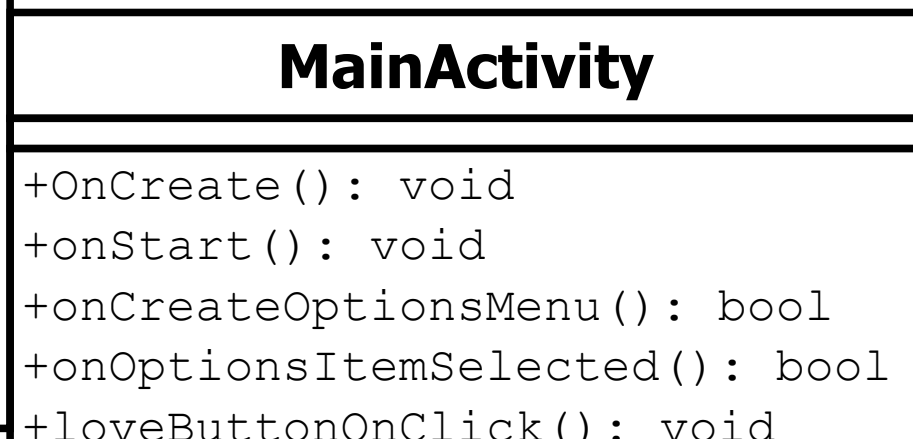 MainActivity
+OnCreate(): void
+onStart(): void
+onCreateOptionsMenu(): bool
+onOptionsItemSelected(): bool
+loveButtonOnClick(): void